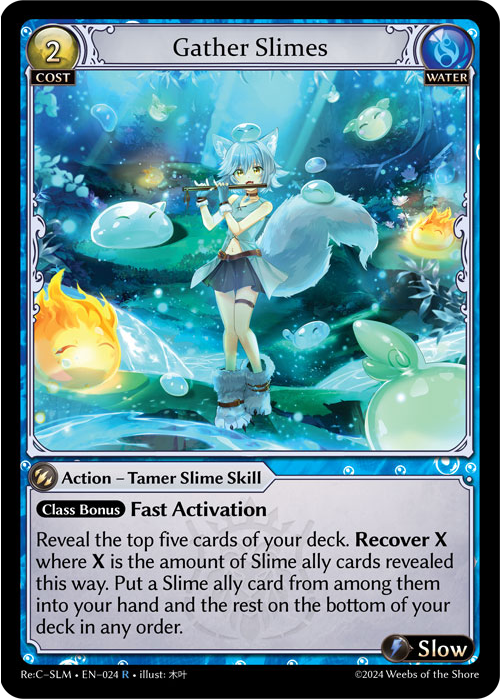 2
Gather Slimes
COST
WATER
Action – Tamer Slime Skill
Class Bonus Fast Activation
Reveal the top five cards of your deck. Recover X
where X is the amount of Slime ally cards revealed
this way. Put a Slime ally card from among them
into your hand and the rest on the bottom of your
deck in any order.
Slow
Re:C–SLM • EN–024 R • illust: 木叶
©2024 Weebs of the Shore